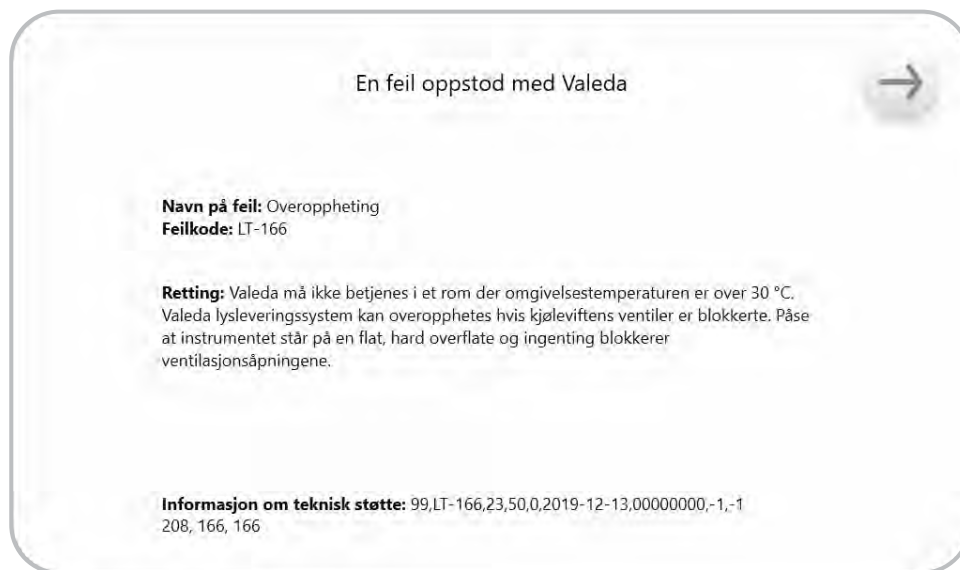 En feil oppstod med Valeda
Navn på feil: Overoppheting
Feilkode: LT-166
Retting: Valeda må ikke betjenes i et rom der omgivelsestemperaturen er over 30 °C.
Valeda lysleveringssystem kan overopphetes hvis kjøleviftens ventiler er blokkerte. Påse
at instrumentet står på en flat, hard overflate og ingenting blokkerer
ventilasjonsåpningene.
Informasjon om teknisk støtte: 99,LT-166,23,50,0,2019-12-13,00000000,-1,-1
208, 166, 166